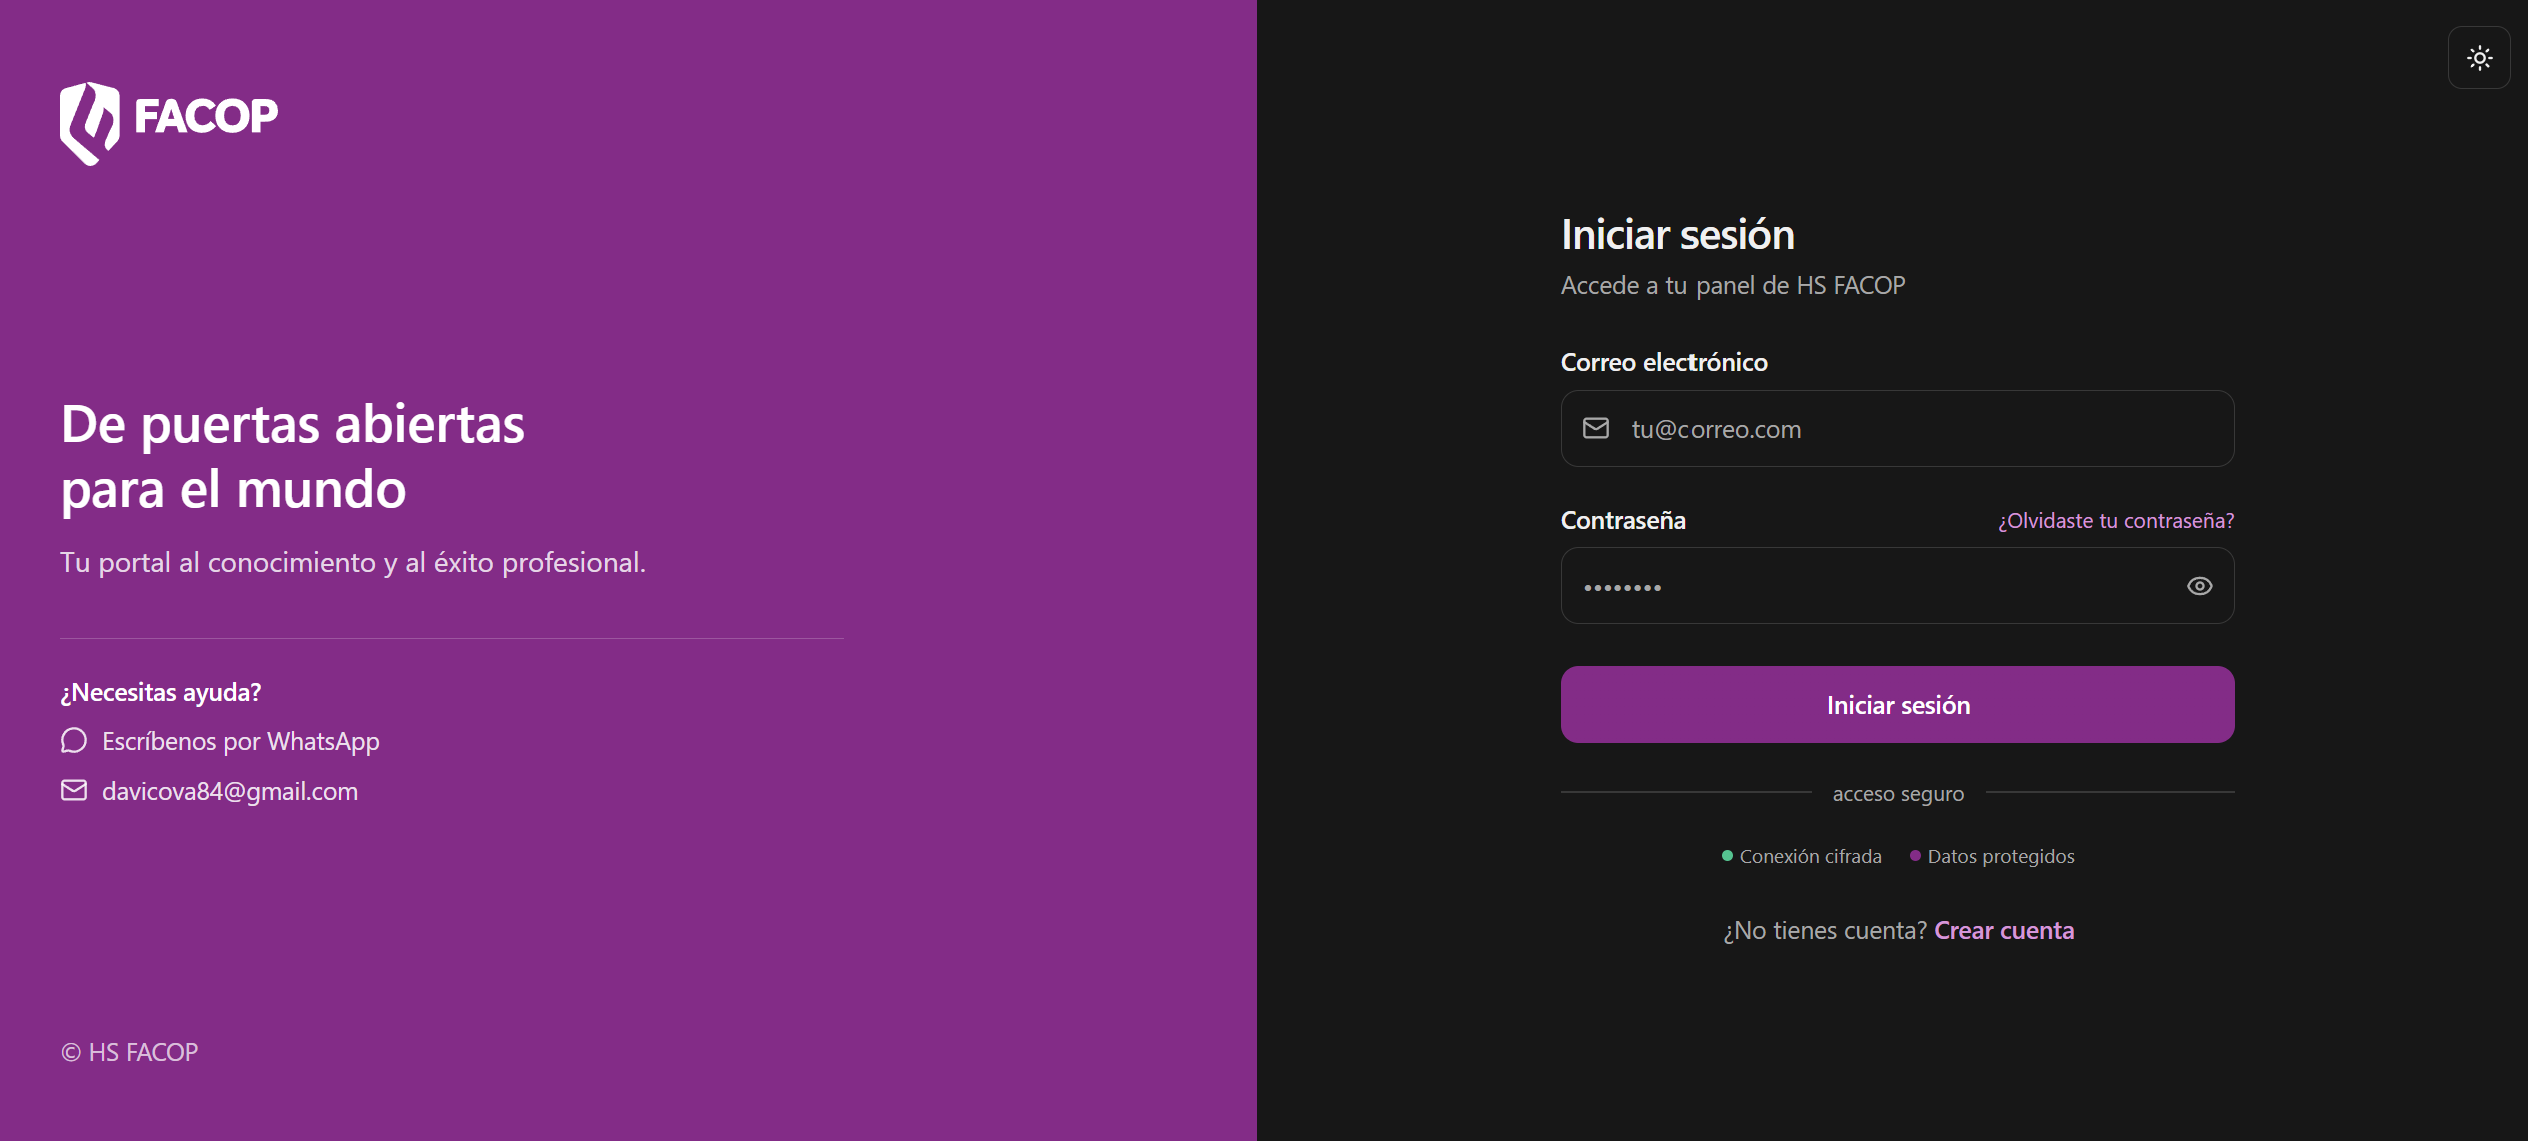 FACOP
De puertas abiertas
para el mundo
Tu portal al conocimiento y al éxito profesional.
¿Necesitas ayuda?
Escríbenos por WhatsApp
davicova84@gmail.com
© HS FACOP
Iniciar sesión
Accede a tu panel de HS FACOP
Correo electrónico
tu@correo.com
Contraseña ¿Olvidaste tu contraseña?
••••••••
Iniciar sesión
acceso seguro
Conexión cifrada Datos protegidos
¿No tienes cuenta? Crear cuenta